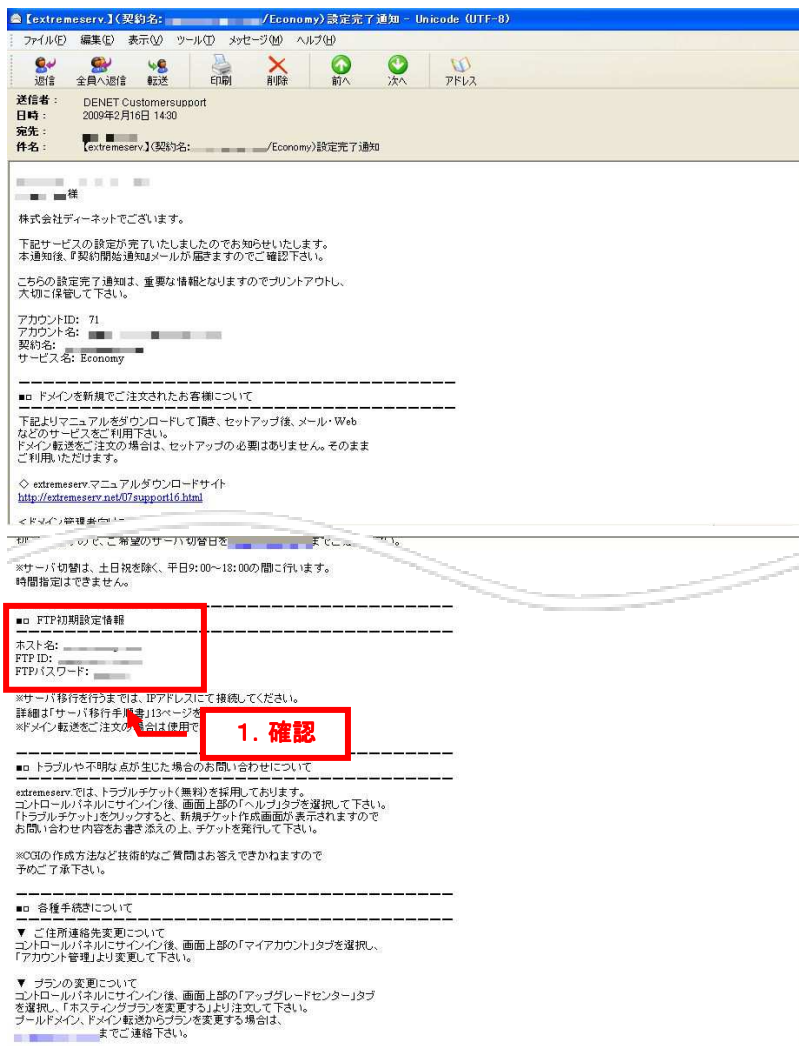 【extremeserv.】(契約名: /Economy)設定完了通知 - Unicode (UTF-8)
ファイル(F) 編集(E) 表示(V) ツール(T) メッセージ(M) ヘルプ(H)
返信 全員へ返信 転送 印刷 削除 前へ 次へ アドレス
送信者： DENET Customersupport
日時： 2009年2月16日 14:30
宛先：
件名： 【extremeserv.】(契約名: /Economy)設定完了通知
様
株式会社ディーネットでございます。
下記サービスの設定が完了いたしましたのでお知らせいたします。
本通知後、『契約開始通知』メールが届きますのでご確認下さい。
こちらの設定完了通知は、重要な情報となりますのでプリントアウトし、
大切に保管して下さい。
アカウントID: 71
アカウント名:
契約名:
サービス名: Economy
■□ ドメインを新規でご注文されたお客様について
下記よりマニュアルをダウンロードして頂き、セットアップ後、メール・Web
などのサービスをご利用下さい。
ドメイン転送をご注文の場合は、セットアップの必要はありません。そのまま
ご利用いただけます。
◇ extremeserv.マニュアルダウンロードサイト
http://extremeserv.net/07support16.html
ので、ご希望のサーバ切替日を
※サーバ切替は、土日祝を除く、平日9:00～18:00の間に行います。
時間指定はできません。
■□ FTP初期設定情報
ホスト名:
FTP ID:
FTPパスワード:
※サーバ移行を行うまでは、IPアドレスにて接続してください。
詳細は「サーバ移行手順書」13ページを
※ドメイン転送をご注文の場合は使用で
1. 確認
■□ トラブルや不明な点が生じた場合のお問い合わせについて
extremeserv.では、トラブルチケット(無料)を採用しております。
コントロールパネルにサインイン後、画面上部の「ヘルプ」タブを選択して下さい。
「トラブルチケット」をクリックすると、新規チケット作成画面が表示されますので
お問い合わせ内容をお書き添えの上、チケットを発行して下さい。
※CGIの作成方法など技術的なご質問はお答えできかねますので
予めご了承下さい。
■□ 各種手続きについて
▼ ご住所連絡先変更について
コントロールパネルにサインイン後、画面上部の「マイアカウント」タブを選択し、
「アカウント管理」より変更して下さい。
▼ プランの変更について
コントロールパネルにサインイン後、画面上部の「アップグレードセンター」タブ
を選択し、「ホスティングプランを変更する」より注文して下さい。
プールドメイン、ドメイン転送からプランを変更する場合は、
までご連絡下さい。